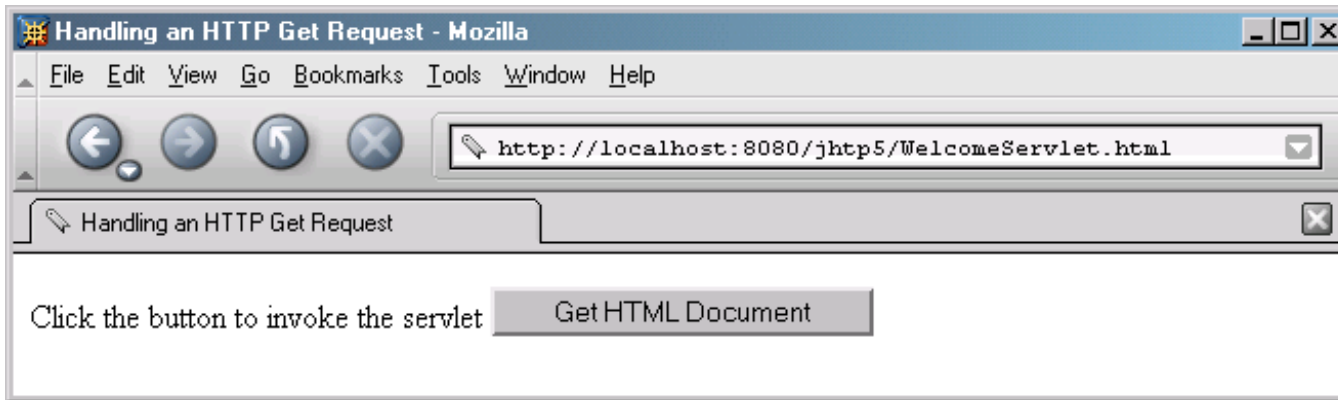 Handling an HTTP Get Request - Mozilla
File Edit View Go Bookmarks Tools Window Help
http://localhost:8080/jhtp5/WelcomeServlet.html
Handling an HTTP Get Request
Click the button to invoke the servlet Get HTML Document